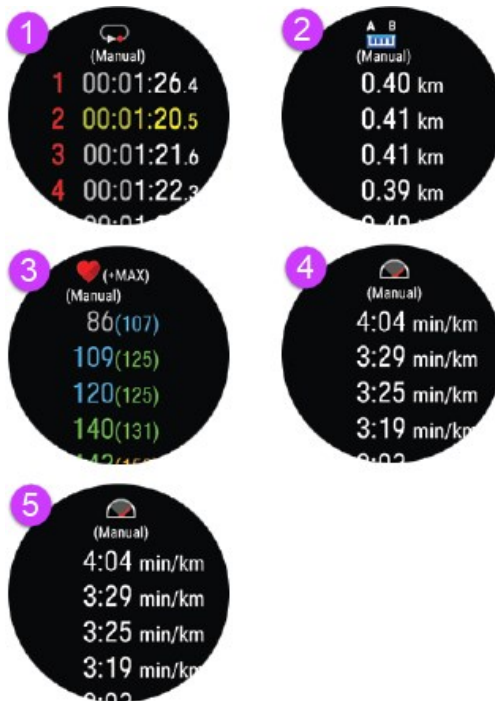 1
(Manual)
1 00:01:26.4
2 00:01:20.5
3 00:01:21.6
4 00:01:22.3
2
A B
(Manual)
0.40 km
0.41 km
0.41 km
0.39 km
3
(+MAX)
(Manual)
86(107)
109(125)
120(125)
140(131)
4
(Manual)
4:04 min/km
3:29 min/km
3:25 min/km
3:19 min/km
5
(Manual)
4:04 min/km
3:29 min/km
3:25 min/km
3:19 min/km